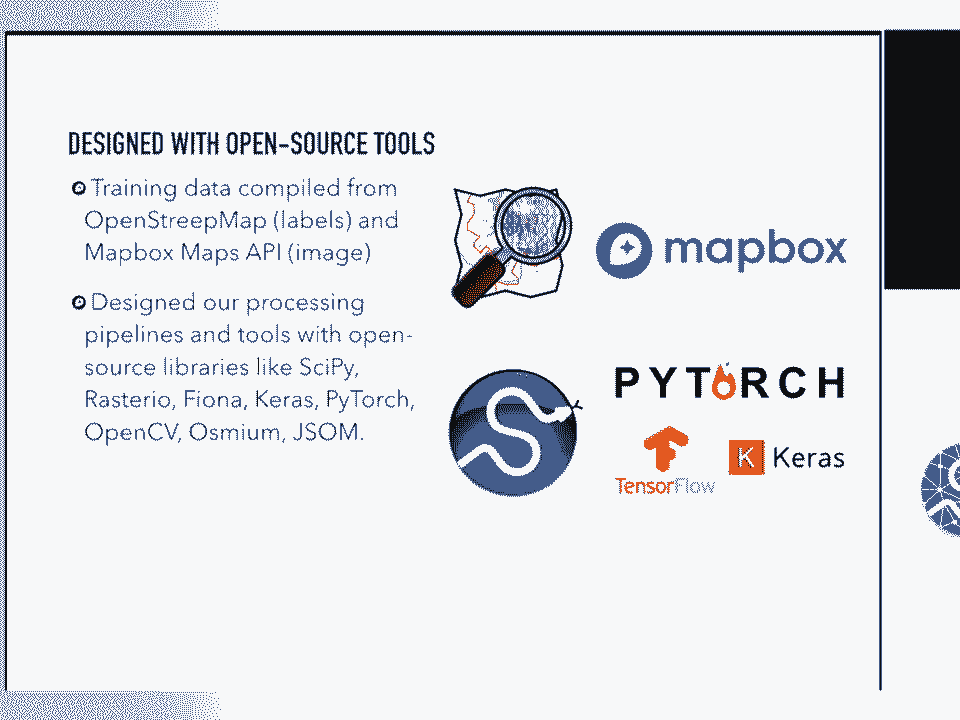 DESIGNED WITH OPEN-SOURCE TOOLS
Training data compiled from
OpenStreepMap (labels) and
Mapbox Maps API (image)
Designed our processing
pipelines and tools with open-
source libraries like SciPy,
Rasterio, Fiona, Keras, PyTorch,
OpenCV, Osmium, JSOM.
mapbox
PYTORCH
TensorFlow
K Keras